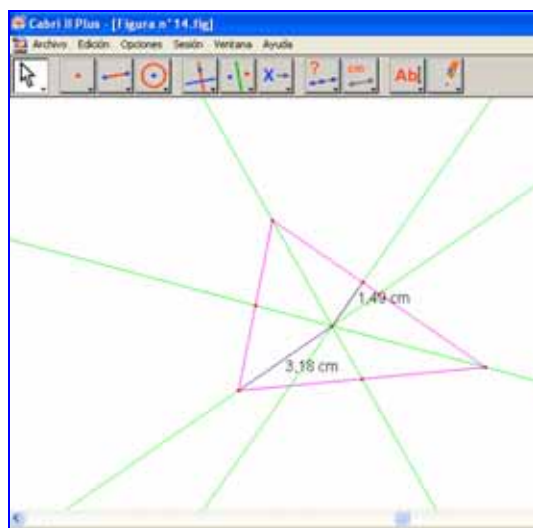 Cabri II Plus - [Figura n°14.fig]
Archivo Edición Opciones Sesión Ventana Ayuda
X ? cm Ab
1,49 cm
3,18 cm